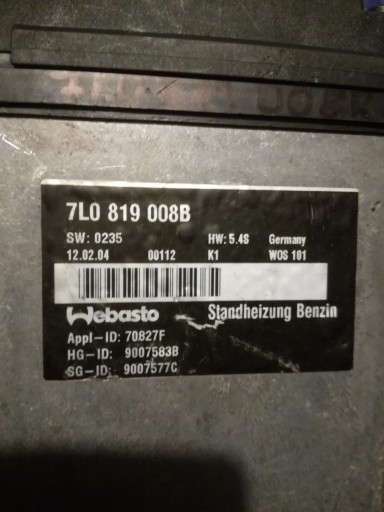 7L0 819 008B
SW: 0235 HW: 5.4S Germany
12.02.04 00112 K1 WOS 101
Webasto Standheizung Benzin
Appl-ID: 70827F
HG-ID: 9007583B
SG-ID: 9007577C